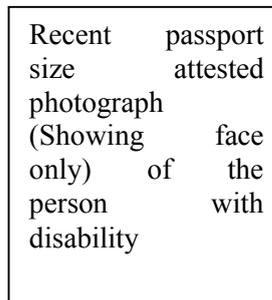 Recent passport
size attested
photograph
(Showing face
only) of the
person with
disability